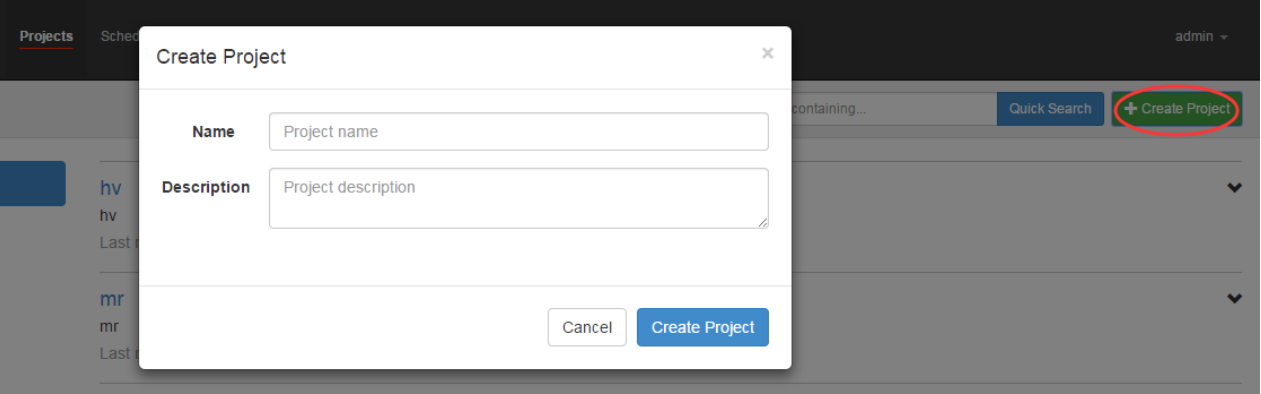 Projects Sched admin
Create Project ×
containing... Quick Search + Create Project
Name Project name
Description Project description
hv
hv
Last
mr
mr
Last
Cancel Create Project